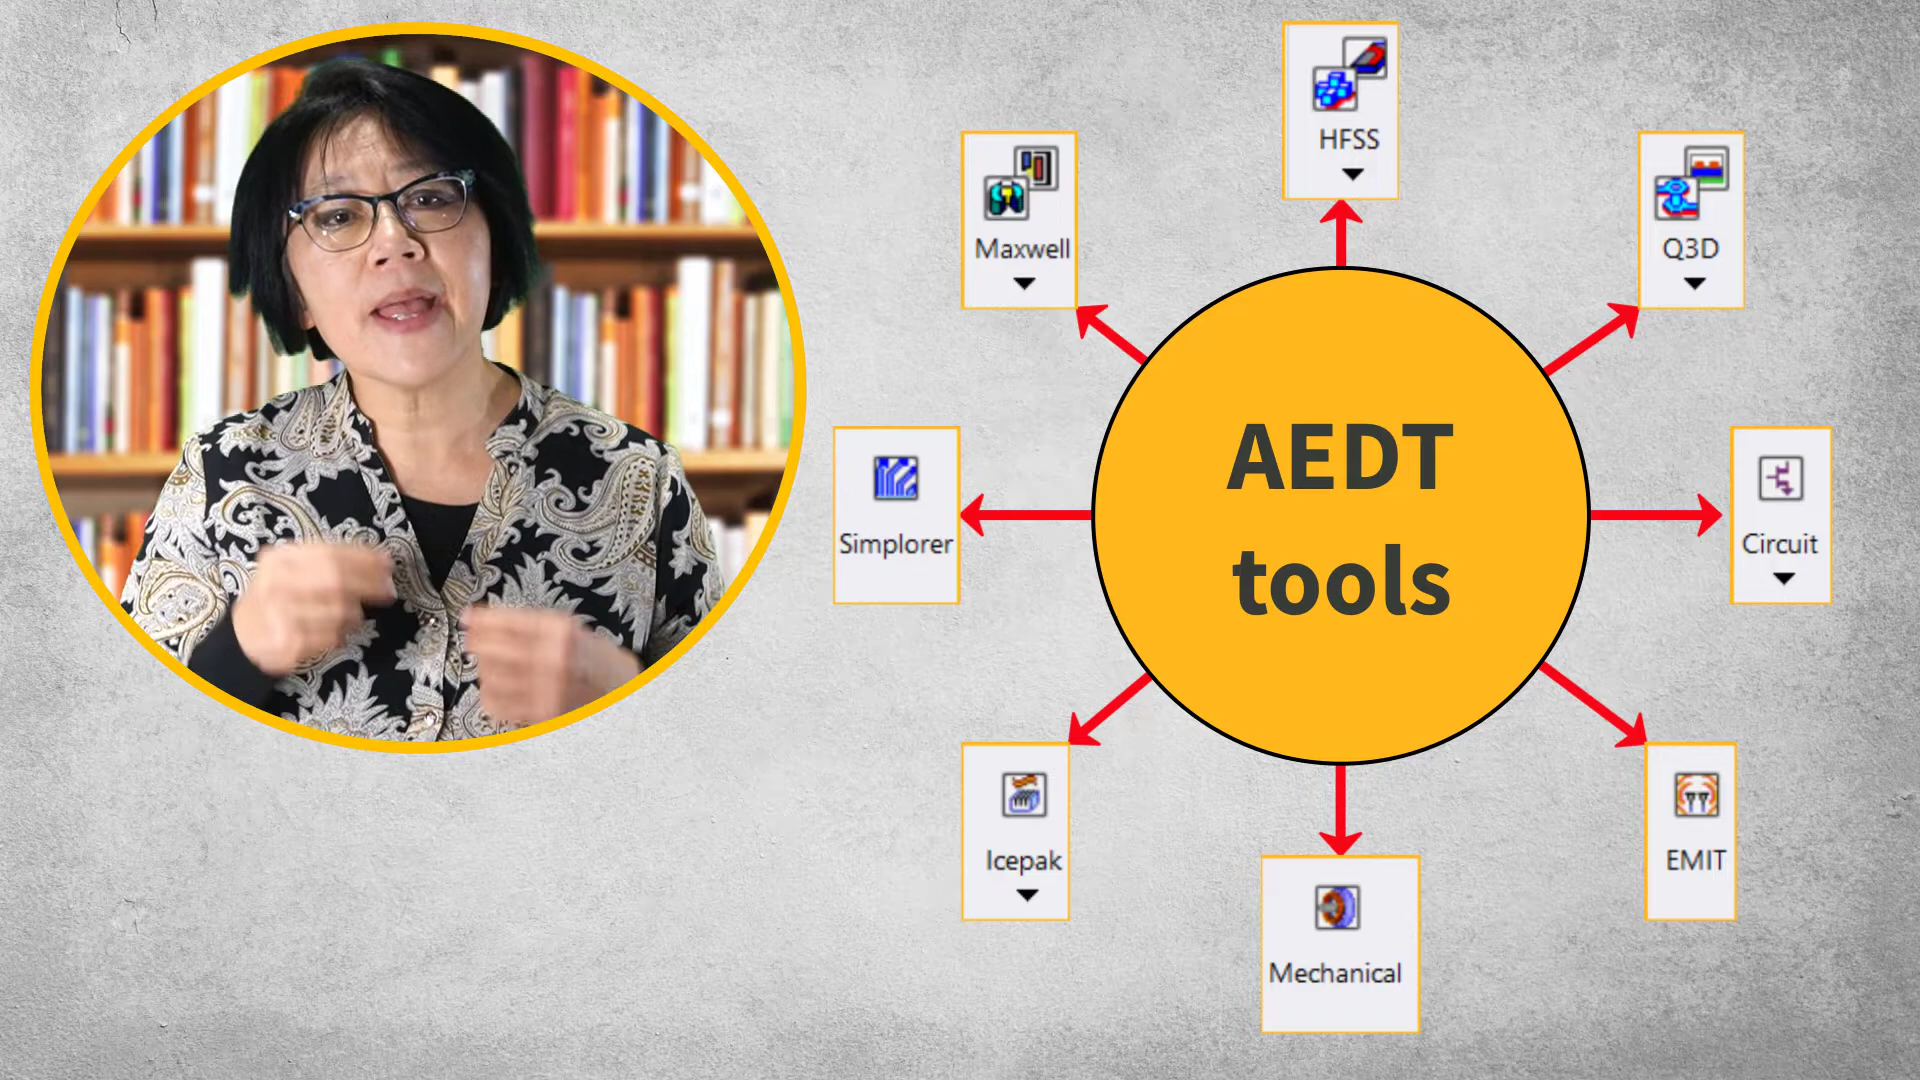 HFSS
Maxwell
Q3D
AEDT
tools
Simplorer
Circuit
Icepak
EMIT
Mechanical